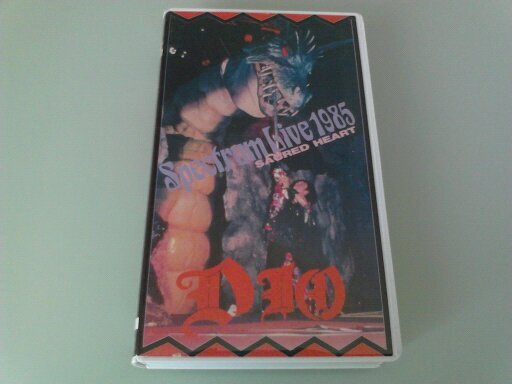 Spectrum Live 1985
SACRED HEART
DIO